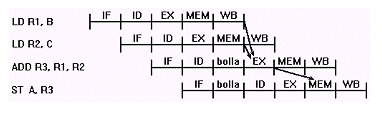 LD R1, B IF ID EX MEM WB
LD R2, C IF ID EX MEM WB
ADD R3, R1, R2 IF ID bolla EX MEM WB
ST A, R3 IF bolla ID EX MEM WB